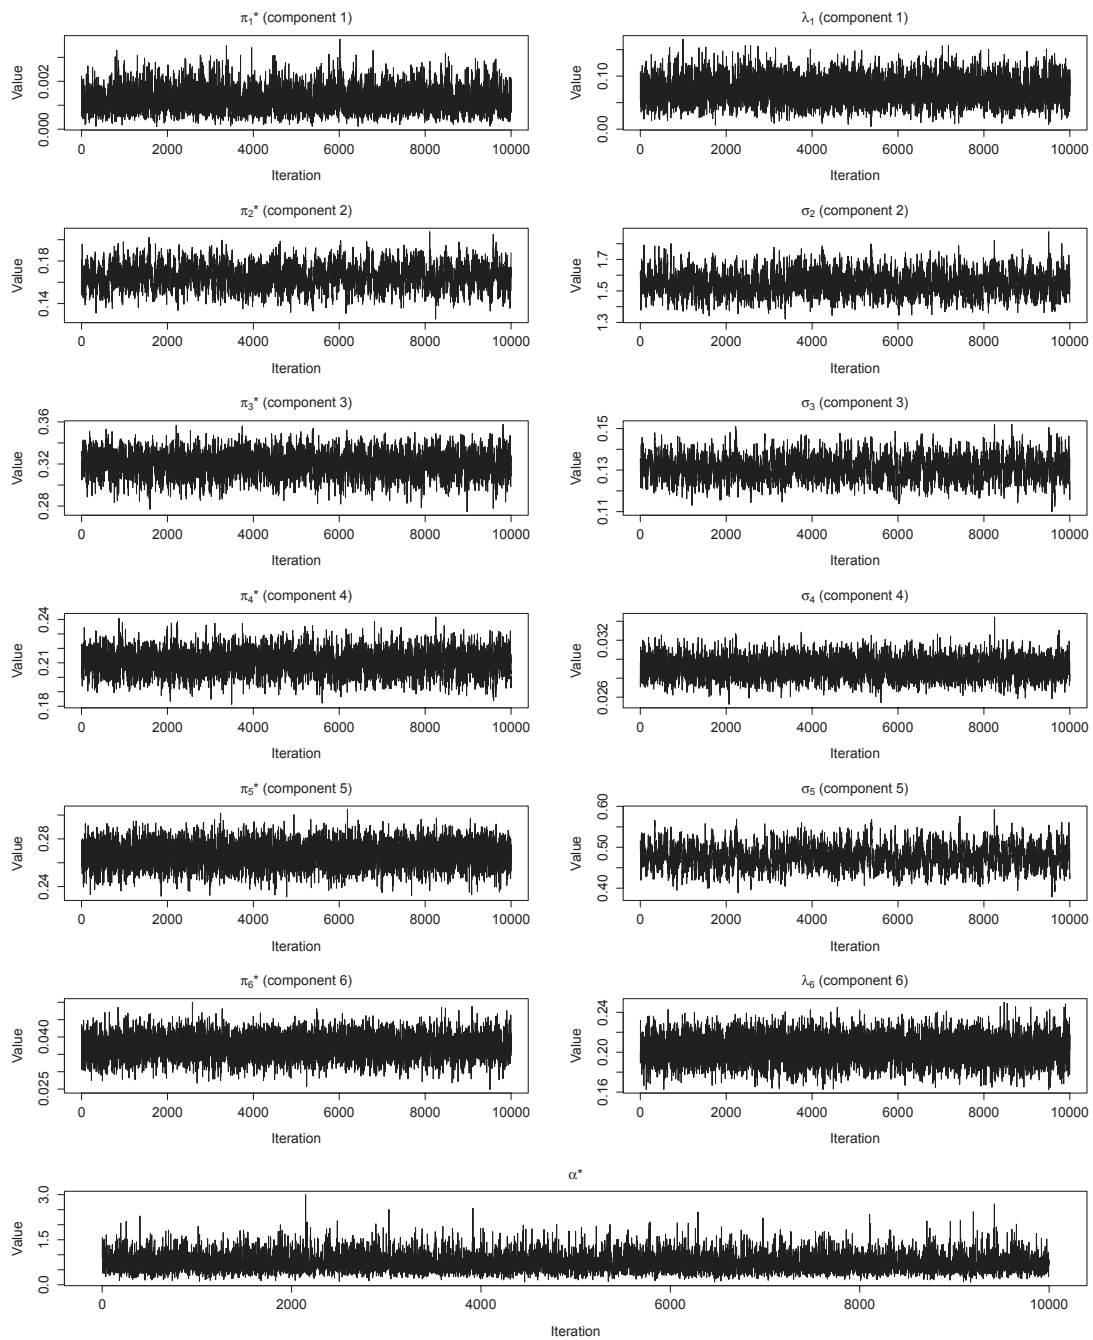 π1* (component 1)
Value
0.000 0.002
0 2000 4000 6000 8000 10000
Iteration
λ1 (component 1)
Value
0.00 0.10
0 2000 4000 6000 8000 10000
Iteration
π2* (component 2)
Value
0.14 0.18
0 2000 4000 6000 8000 10000
Iteration
σ2 (component 2)
Value
1.3 1.5 1.7
0 2000 4000 6000 8000 10000
Iteration
π3* (component 3)
Value
0.28 0.32 0.36
0 2000 4000 6000 8000 10000
Iteration
σ3 (component 3)
Value
0.11 0.13 0.15
0 2000 4000 6000 8000 10000
Iteration
π4* (component 4)
Value
0.18 0.21 0.24
0 2000 4000 6000 8000 10000
Iteration
σ4 (component 4)
Value
0.026 0.032
0 2000 4000 6000 8000 10000
Iteration
π5* (component 5)
Value
0.24 0.28
0 2000 4000 6000 8000 10000
Iteration
σ5 (component 5)
Value
0.40 0.50 0.60
0 2000 4000 6000 8000 10000
Iteration
π6* (component 6)
Value
0.025 0.040
0 2000 4000 6000 8000 10000
Iteration
λ6 (component 6)
Value
0.16 0.20 0.24
0 2000 4000 6000 8000 10000
Iteration
α*
Value
0.0 1.5 3.0
0 2000 4000 6000 8000 10000
Iteration